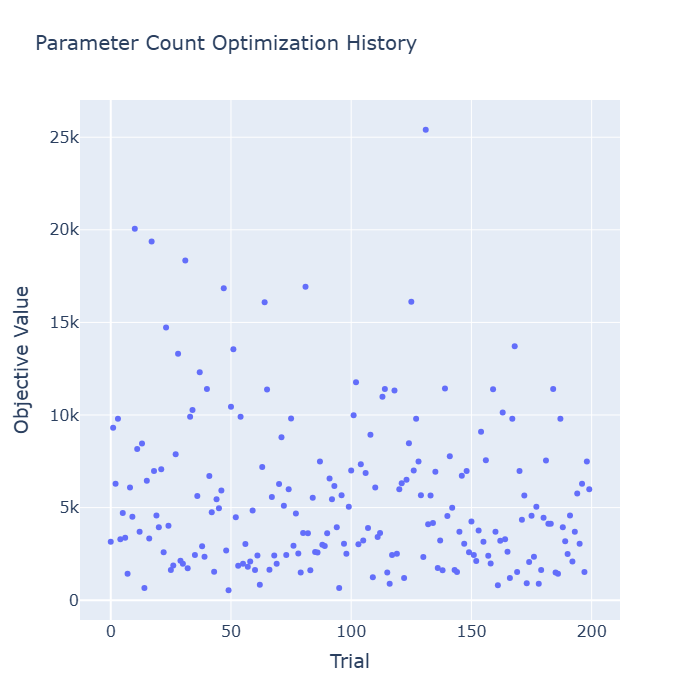 Parameter Count Optimization History
25k
20k
15k
10k
5k
0
Objective Value
0
50
100
150
200
Trial